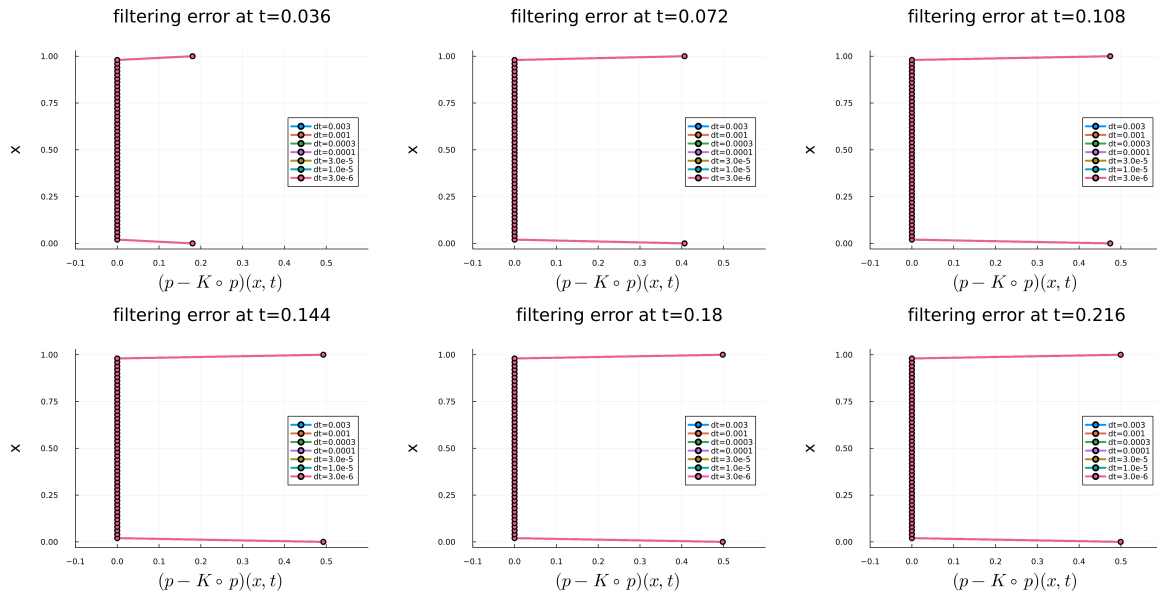 filtering error at t=0.036
1.00
0.75
0.50
0.25
0.00
x
dt=0.003
dt=0.001
dt=0.0003
dt=0.0001
dt=3.0e-5
dt=1.0e-5
dt=3.0e-6
−0.1 0.0 0.1 0.2 0.3 0.4 0.5
(p − K ∘ p)(x, t)
filtering error at t=0.072
1.00
0.75
0.50
0.25
0.00
x
dt=0.003
dt=0.001
dt=0.0003
dt=0.0001
dt=3.0e-5
dt=1.0e-5
dt=3.0e-6
−0.1 0.0 0.1 0.2 0.3 0.4 0.5
(p − K ∘ p)(x, t)
filtering error at t=0.108
1.00
0.75
0.50
0.25
0.00
x
dt=0.003
dt=0.001
dt=0.0003
dt=0.0001
dt=3.0e-5
dt=1.0e-5
dt=3.0e-6
−0.1 0.0 0.1 0.2 0.3 0.4 0.5
(p − K ∘ p)(x, t)
filtering error at t=0.144
1.00
0.75
0.50
0.25
0.00
x
dt=0.003
dt=0.001
dt=0.0003
dt=0.0001
dt=3.0e-5
dt=1.0e-5
dt=3.0e-6
−0.1 0.0 0.1 0.2 0.3 0.4 0.5
(p − K ∘ p)(x, t)
filtering error at t=0.18
1.00
0.75
0.50
0.25
0.00
x
dt=0.003
dt=0.001
dt=0.0003
dt=0.0001
dt=3.0e-5
dt=1.0e-5
dt=3.0e-6
−0.1 0.0 0.1 0.2 0.3 0.4 0.5
(p − K ∘ p)(x, t)
filtering error at t=0.216
1.00
0.75
0.50
0.25
0.00
x
dt=0.003
dt=0.001
dt=0.0003
dt=0.0001
dt=3.0e-5
dt=1.0e-5
dt=3.0e-6
−0.1 0.0 0.1 0.2 0.3 0.4 0.5
(p − K ∘ p)(x, t)